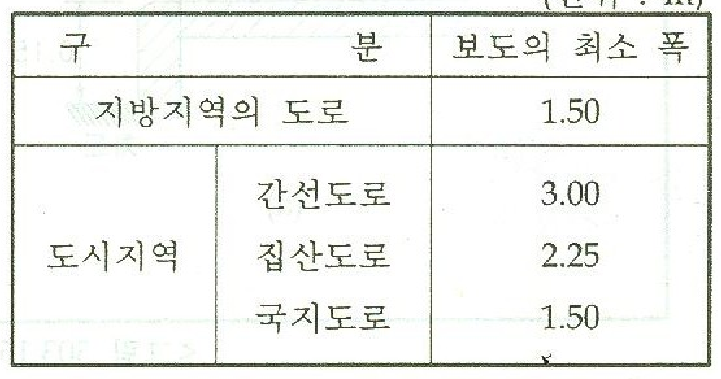 구 분 보도의 최소 폭
지방지역의 도로 1.50
간선도로 3.00
도시지역 집산도로 2.25
국지도로 1.50